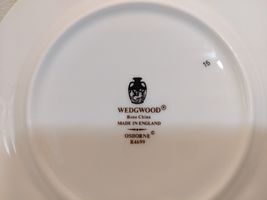 16
WEDGWOOD®
Bone China
MADE IN ENGLAND
©
OSBORNE
R4699